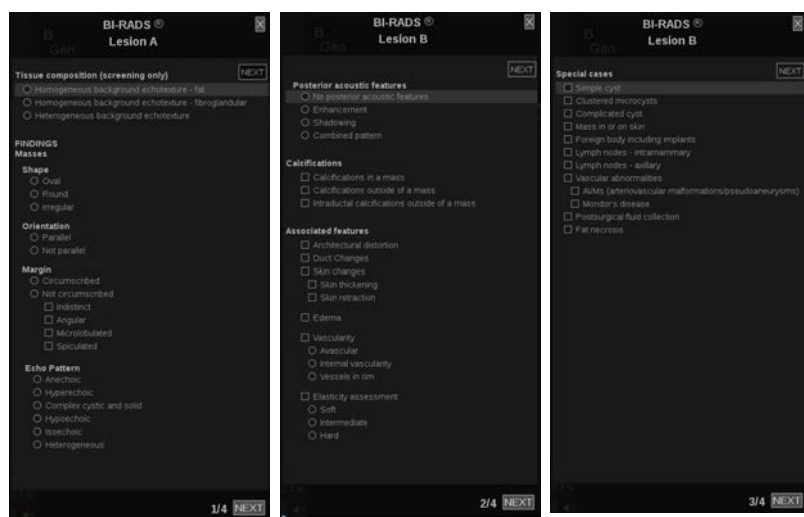 BI-RADS ®
Lesion A
NEXT
Tissue composition (screening only)
Homogeneous background echotexture - fat
Homogeneous background echotexture - fibroglandular
Heterogeneous background echotexture
FINDINGS
Masses
Shape
Oval
Round
Irregular
Orientation
Parallel
Not parallel
Margin
Circumscribed
Not circumscribed
Indistinct
Angular
Microlobulated
Spiculated
Echo Pattern
Anechoic
Hyperechoic
Complex cystic and solid
Hypoechoic
Isoechoic
Heterogeneous
1/4 NEXT
BI-RADS ®
Lesion B
NEXT
Posterior acoustic features
No posterior acoustic features
Enhancement
Shadowing
Combined pattern
Calcifications
Calcifications in a mass
Calcifications outside of a mass
Intraductal calcifications outside of a mass
Associated features
Architectural distortion
Duct Changes
Skin changes
Skin thickening
Skin retraction
Edema
Vascularity
Avascular
Internal vascularity
Vessels in rim
Elasticity assessment
Soft
Intermediate
Hard
2/4 NEXT
BI-RADS ®
Lesion B
NEXT
Special cases
Simple cyst
Clustered microcysts
Complicated cyst
Mass in or on skin
Foreign body including implants
Lymph nodes - intramammary
Lymph nodes - axillary
Vascular abnormalities
AVMs (arteriovascular malformations/pseudoaneurysms)
Mondor's disease
Postsurgical fluid collection
Fat necrosis
3/4 NEXT